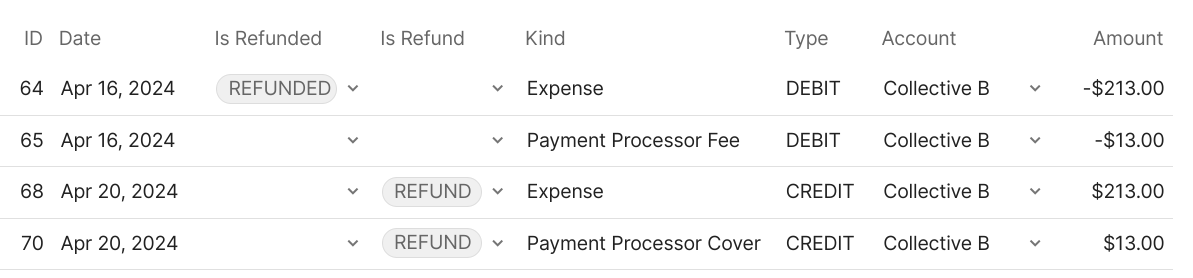 ID Date Is Refunded Is Refund Kind Type Account Amount
64 Apr 16, 2024 REFUNDED Expense DEBIT Collective B -$213.00
65 Apr 16, 2024 Payment Processor Fee DEBIT Collective B -$13.00
68 Apr 20, 2024 REFUND Expense CREDIT Collective B $213.00
70 Apr 20, 2024 REFUND Payment Processor Cover CREDIT Collective B $13.00